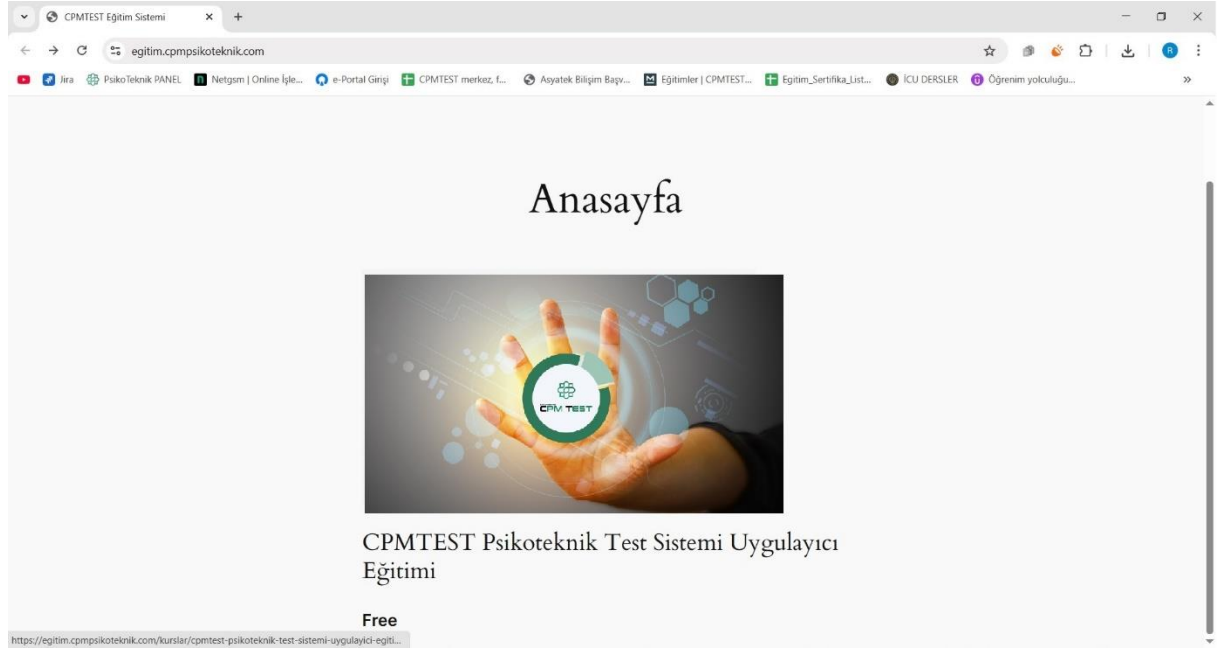 CPMTEST Eğitim Sistemi
egitim.cpmpsikoteknik.com
R
Jira
PsikoTeknik PANEL
n
Netgsm | Online İşle...
e-Portal Girişi
CPMTEST merkez, f...
Asyatek Bilişim Başv...
M
Eğitimler | CPMTEST...
Egitim_Sertifika_List...
İCU DERSLER
Öğrenim yolculuğu...
Anasayfa
CPM TEST
CPMTEST Psikoteknik Test Sistemi Uygulayıcı
Eğitimi
Free
https://egitim.cpmpsikoteknik.com/kurslar/cpmtest-psikoteknik-test-sistemi-uygulayici-egiti...